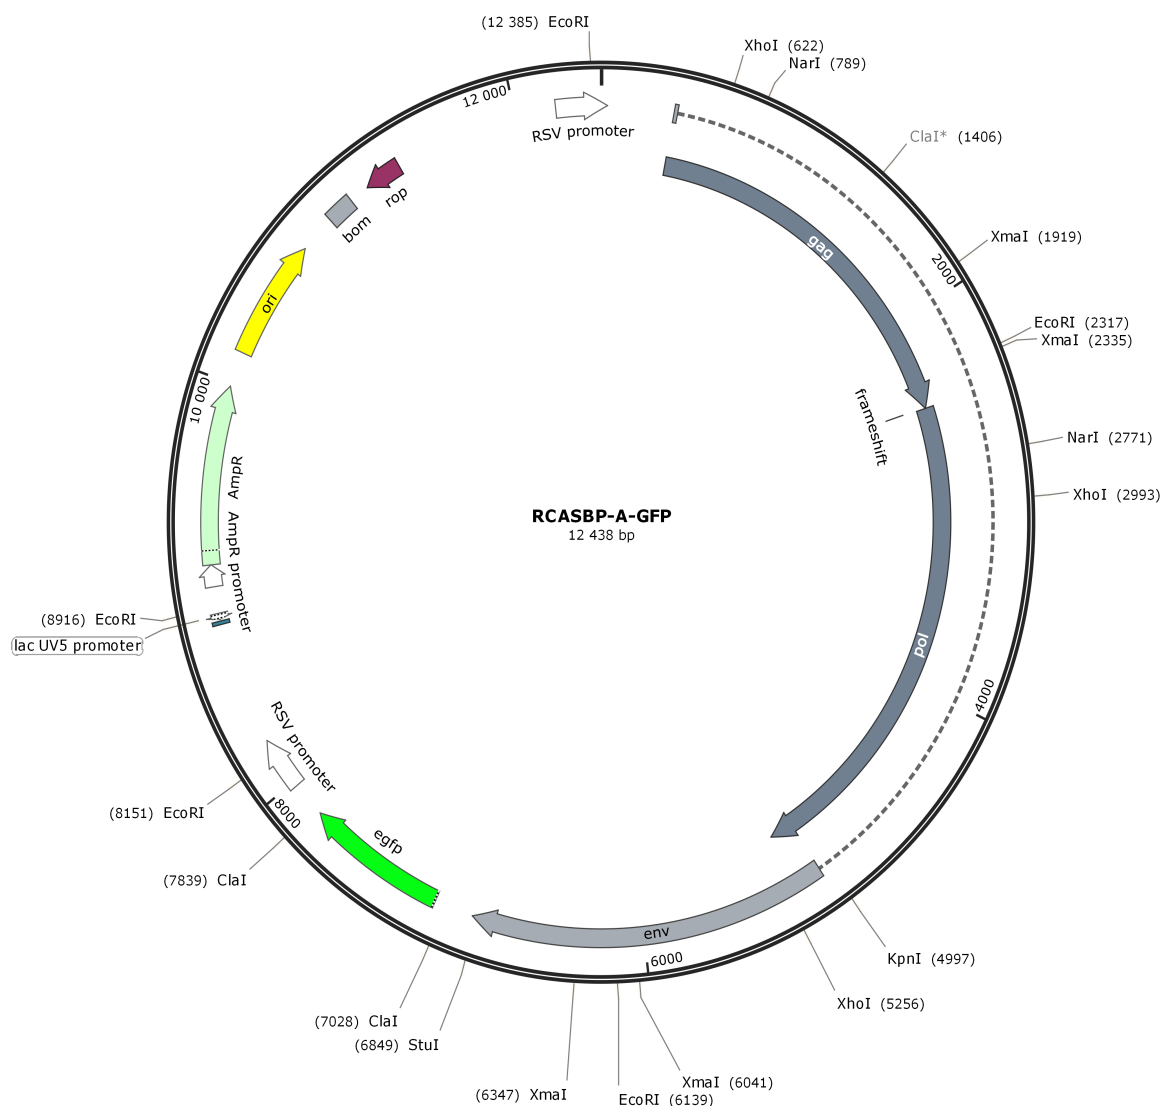 (12 385) EcoRI
XhoI (622)
NarI (789)
12 000
RSV promoter
ClaI* (1406)
rop
bom
gag
XmaI (1919)
2000
ori
EcoRI (2317)
XmaI (2335)
10 000
frameshift
NarI (2771)
AmpR
XhoI (2993)
RCASBP-A-GFP
12 438 bp
AmpR promoter
(8916) EcoRI
lac UV5 promoter
pol
4000
RSV promoter
(8151) EcoRI
8000
egfp
(7839) ClaI
env
6000
KpnI (4997)
XhoI (5256)
(7028) ClaI
(6849) StuI
XmaI (6041)
(6347) XmaI
EcoRI (6139)